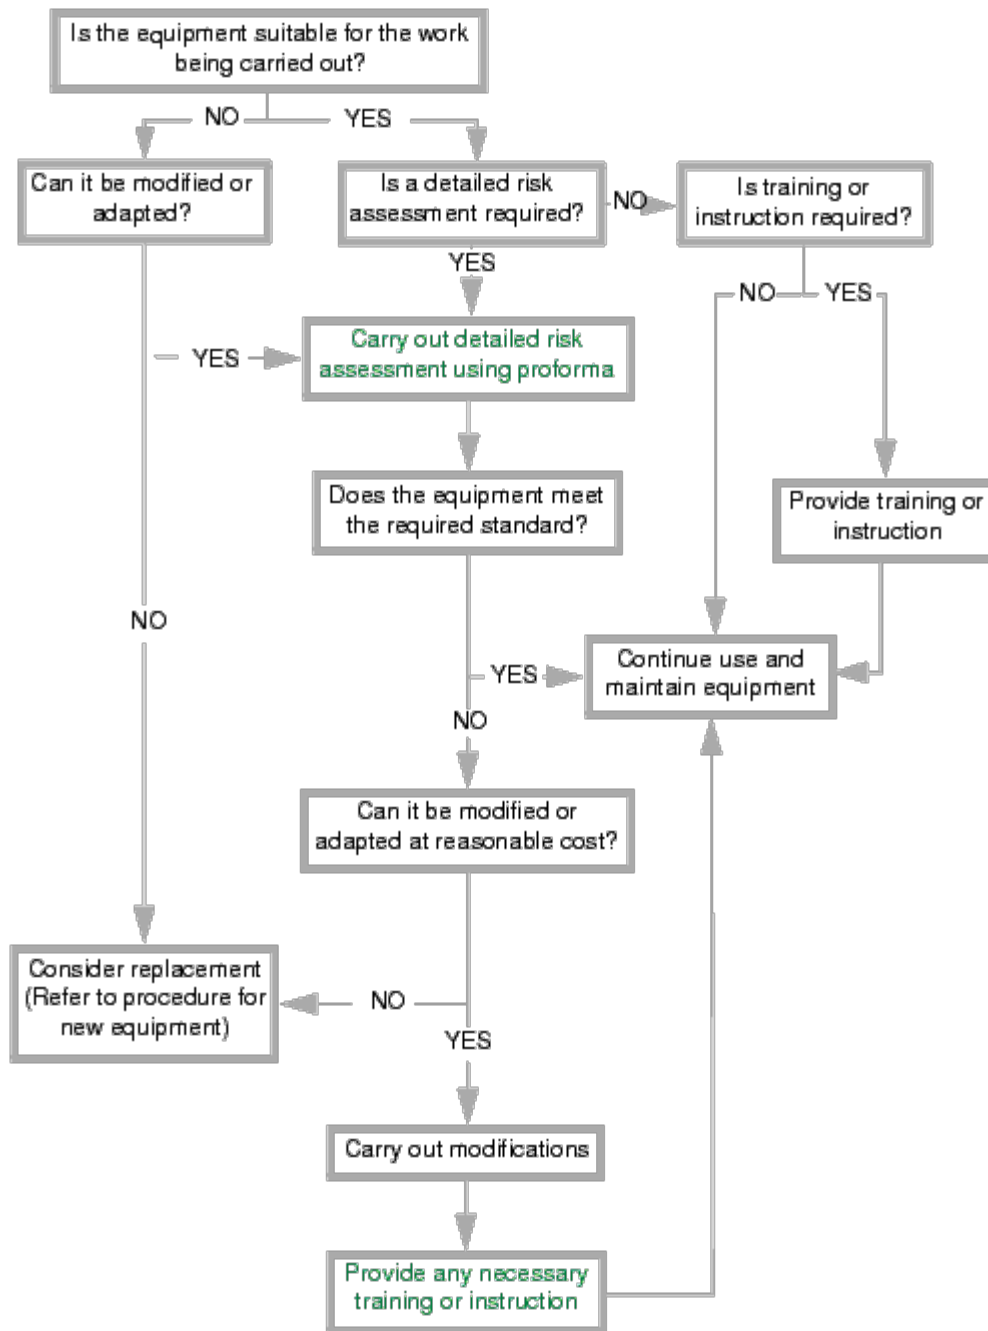 Is the equipment suitable for the work
being carried out?
NO
YES
Can it be modified or
adapted?
Is a detailed risk
assessment required?
NO
Is training or
instruction required?
YES
NO
YES
Carry out detailed risk
assessment using proforma
YES
Does the equipment meet
the required standard?
Provide training or
instruction
NO
Continue use and
maintain equipment
YES
NO
Can it be modified or
adapted at reasonable cost?
Consider replacement
(Refer to procedure for
new equipment)
NO
YES
Carry out modifications
Provide any necessary
training or instruction